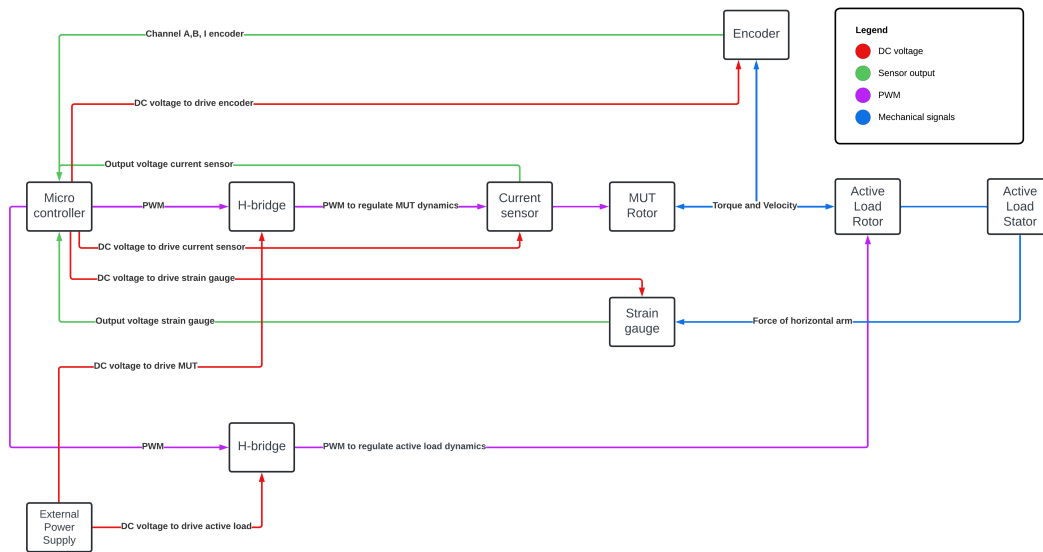 Encoder
Legend
DC voltage
Sensor output
PWM
Mechanical signals
Channel A,B, I encoder
DC voltage to drive encoder
Output voltage current sensor
Micro
controller
PWM
H-bridge
PWM to regulate MUT dynamics
Current
sensor
MUT
Rotor
Torque and Velocity
Active
Load
Rotor
Active
Load
Stator
DC voltage to drive current sensor
DC voltage to drive strain gauge
Strain
gauge
Output voltage strain gauge
Force of horizontal arm
DC voltage to drive MUT
PWM
H-bridge
PWM to regulate active load dynamics
External
Power
Supply
DC voltage to drive active load